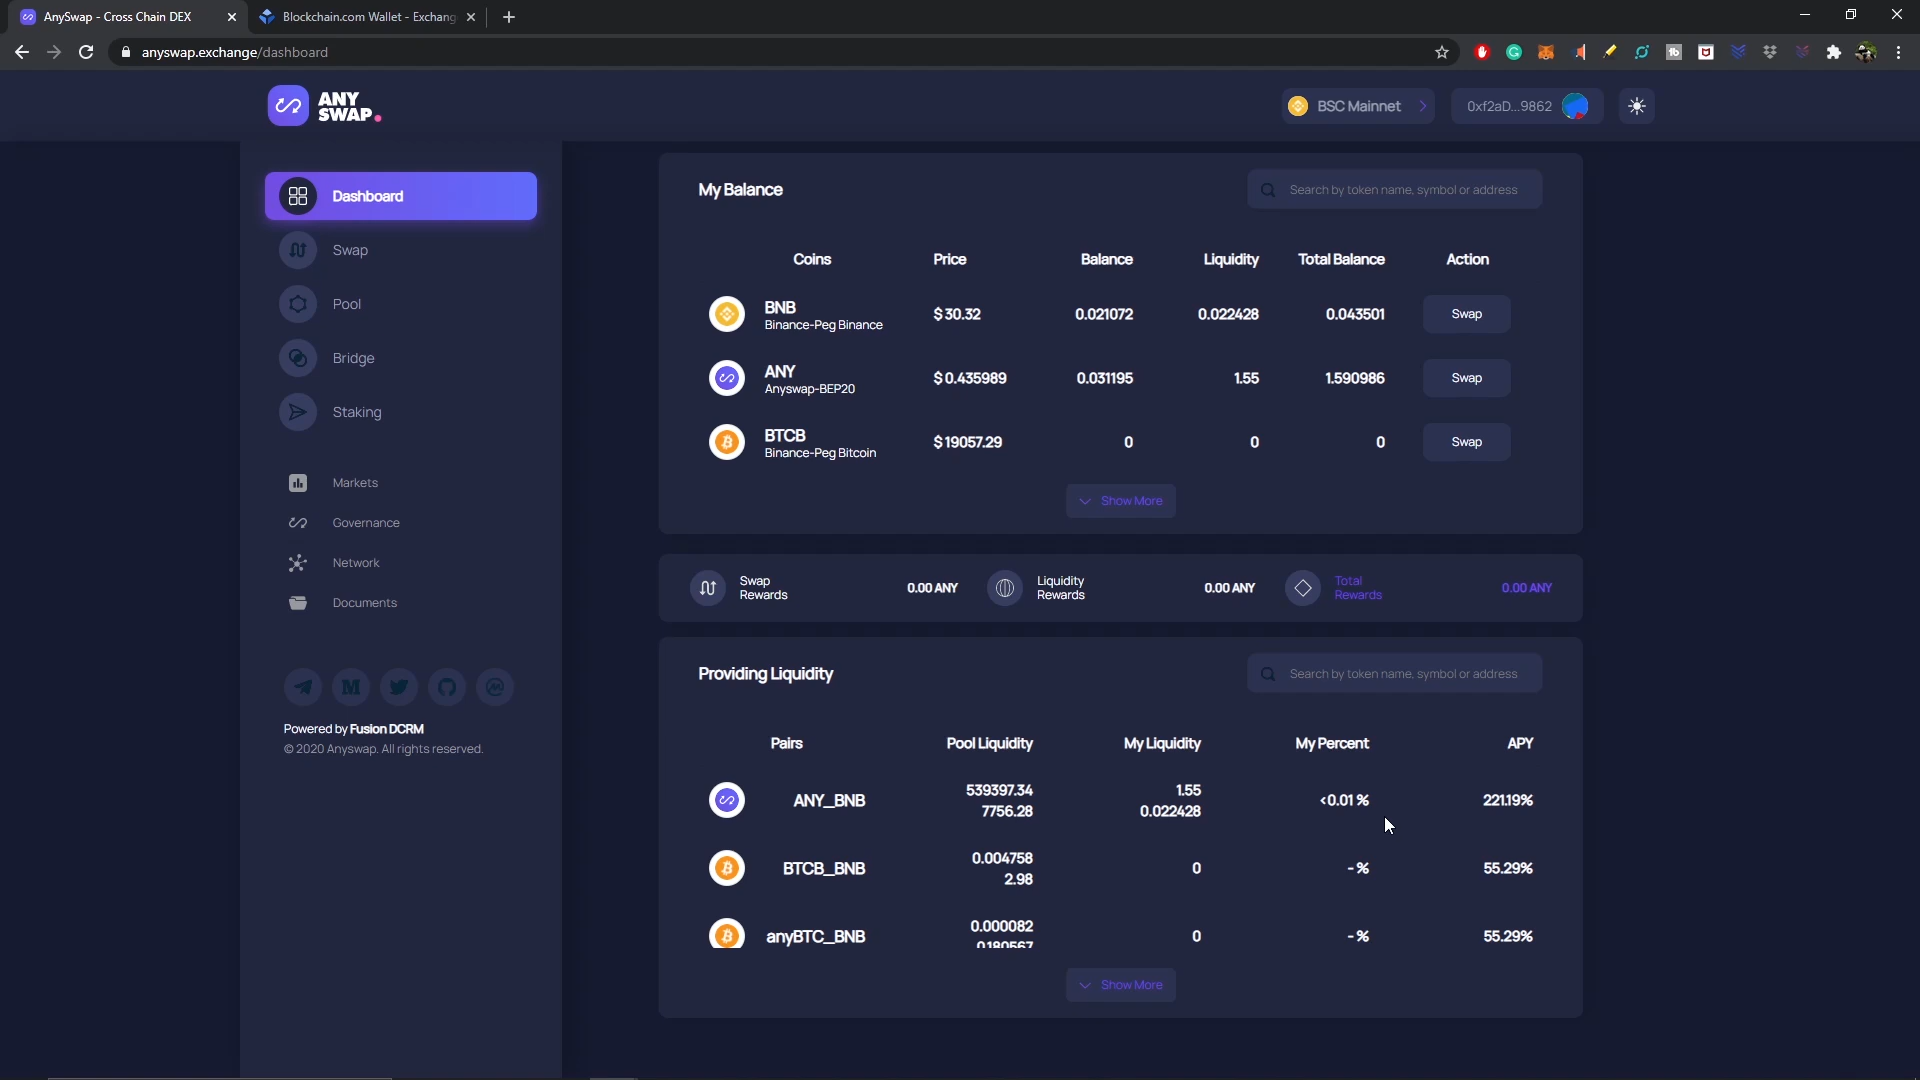 AnySwap - Cross Chain DEX
Blockchain.com Wallet - Exchang
anyswap.exchange/dashboard
ANY
SWAP.
BSC Mainnet
0xf2aD...9862
Dashboard
Swap
Pool
Bridge
Staking
Markets
Governance
Network
Documents
Powered by Fusion DCRM
© 2020 Anyswap. All rights reserved.
My Balance
Search by token name, symbol or address
Coins Price Balance Liquidity Total Balance Action
BNB
Binance-Peg Binance
$ 30.32 0.021072 0.022428 0.043501 Swap
ANY
Anyswap-BEP20
$ 0.435989 0.031195 1.55 1.590986 Swap
BTCB
Binance-Peg Bitcoin
$ 19057.29 0 0 0 Swap
Show More
Swap
Rewards
0.00 ANY
Liquidity
Rewards
0.00 ANY
Total
Rewards
0.00 ANY
Providing Liquidity
Search by token name, symbol or address
Pairs Pool Liquidity My Liquidity My Percent APY
ANY_BNB
539397.34
7756.28
1.55
0.022428
<0.01 %
221.19%
BTCB_BNB
0.004758
2.98
0
- %
55.29%
anyBTC_BNB
0.000082
0.180567
0
- %
55.29%
Show More